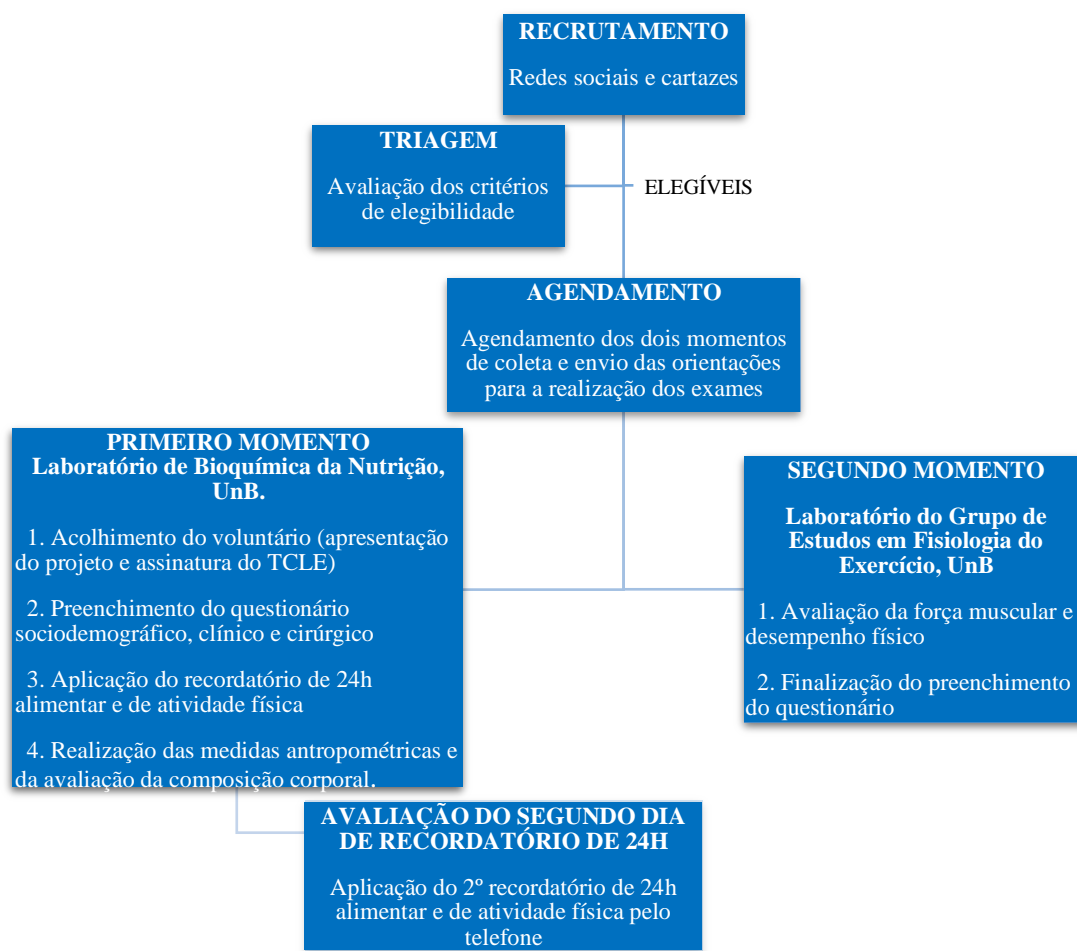 RECRUTAMENTO
Redes sociais e cartazes
TRIAGEM
Avaliação dos critérios
de elegibilidade
ELEGÍVEIS
AGENDAMENTO
Agendamento dos dois momentos
de coleta e envio das orientações
para a realização dos exames
PRIMEIRO MOMENTO
Laboratório de Bioquímica da Nutrição,
UnB.
1. Acolhimento do voluntário (apresentação
do projeto e assinatura do TCLE)
2. Preenchimento do questionário
sociodemográfico, clínico e cirúrgico
3. Aplicação do recordatório de 24h
alimentar e de atividade física
4. Realização das medidas antropométricas e
da avaliação da composição corporal.
SEGUNDO MOMENTO
Laboratório do Grupo de
Estudos em Fisiologia do
Exercício, UnB
1. Avaliação da força muscular e
desempenho físico
2. Finalização do preenchimento
do questionário
AVALIAÇÃO DO SEGUNDO DIA
DE RECORDATÓRIO DE 24H
Aplicação do 2º recordatório de 24h
alimentar e de atividade física pelo
telefone